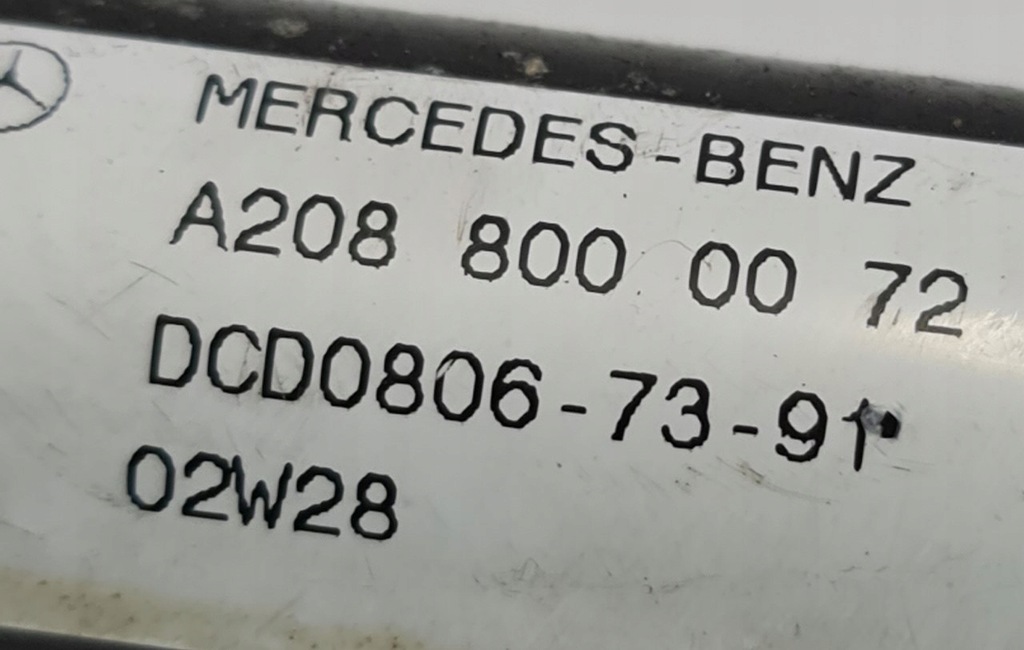 MERCEDES-BENZ
A208 800 00 72
DCD0806-73-91
02W28